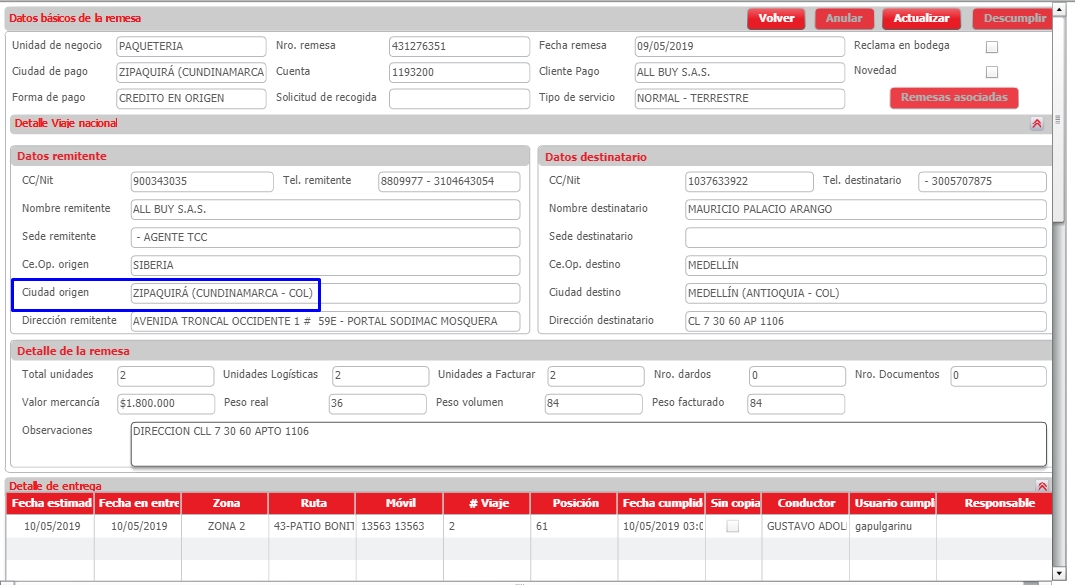 Datos básicos de la remesa Volver Anular Actualizar Descumplir
Unidad de negocio PAQUETERIA Nro. remesa 431276351 Fecha remesa 09/05/2019 Reclama en bodega
Ciudad de pago ZIPAQUIRÁ (CUNDINAMARCA Cuenta 1193200 Cliente Pago ALL BUY S.A.S. Novedad
Forma de pago CREDITO EN ORIGEN Solicitud de recogida Tipo de servicio NORMAL - TERRESTRE Remesas asociadas
Detalle Viaje nacional
Datos remitente
CC/Nit 900343035 Tel. remitente 8809977 - 3104643054
Nombre remitente ALL BUY S.A.S.
Sede remitente - AGENTE TCC
Ce.Op. origen SIBERIA
Ciudad origen ZIPAQUIRÁ (CUNDINAMARCA - COL)
Dirección remitente AVENIDA TRONCAL OCCIDENTE 1 # 59E - PORTAL SODIMAC MOSQUERA
Datos destinatario
CC/Nit 1037633922 Tel. destinatario - 3005707875
Nombre destinatario MAURICIO PALACIO ARANGO
Sede destinatario
Ce.Op. destino MEDELLÍN
Ciudad destino MEDELLÍN (ANTIOQUIA - COL)
Dirección destinatario CL 7 30 60 AP 1106
Detalle de la remesa
Total unidades 2 Unidades Logísticas 2 Unidades a Facturar 2 Nro. dardos 0 Nro. Documentos 0
Valor mercancía $1.800.000 Peso real 36 Peso volumen 84 Peso facturado 84
Observaciones DIRECCION CLL 7 30 60 APTO 1106
Detalle de entrega
Fecha estimad Fecha en entre Zona Ruta Móvil # Viaje Posición Fecha cumplid Sin copia Conductor Usuario cumpli Responsable
10/05/2019 10/05/2019 ZONA 2 43-PATIO BONIT 13563 13563 2 61 10/05/2019 03:0 GUSTAVO ADOL gapulgarinu